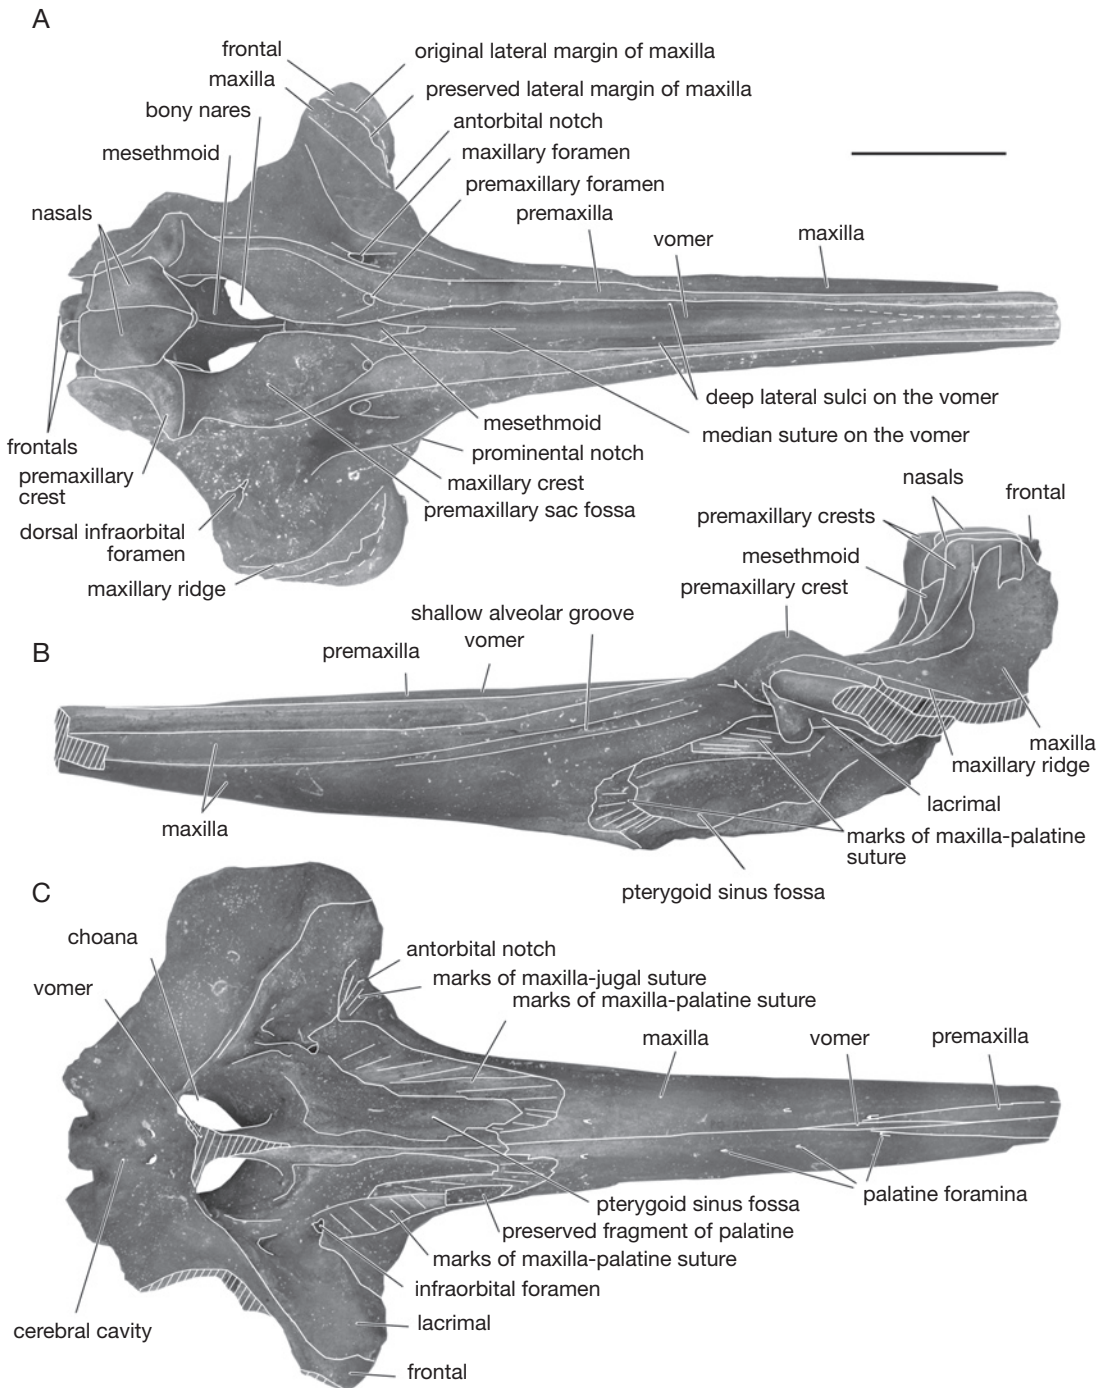 A
frontal
original lateral margin of maxilla
maxilla
preserved lateral margin of maxilla
bony nares
antorbital notch
mesethmoid
maxillary foramen
premaxillary foramen
nasals
premaxilla
vomer
maxilla
deep lateral sulci on the vomer
mesethmoid
median suture on the vomer
frontals
prominental notch
premaxillary
crest
maxillary crest
premaxillary sac fossa
dorsal infraorbital
foramen
maxillary ridge
nasals
frontal
premaxillary crests
mesethmoid
premaxillary crest
shallow alveolar groove
vomer
B
premaxilla
maxilla
maxillary ridge
lacrimal
maxilla
marks of maxilla-palatine
suture
pterygoid sinus fossa
C
choana
antorbital notch
marks of maxilla-jugal suture
vomer
marks of maxilla-palatine suture
maxilla
vomer
premaxilla
palatine foramina
pterygoid sinus fossa
preserved fragment of palatine
marks of maxilla-palatine suture
infraorbital foramen
cerebral cavity
lacrimal
frontal